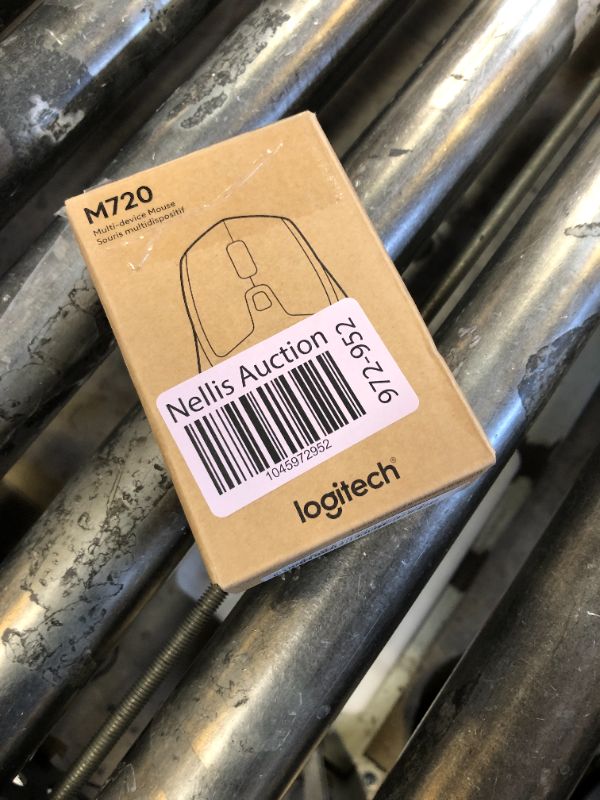 M720
Multi-device Mouse
Souris multidispositif
Nellis Auction
972-952
1045972952
logitech®